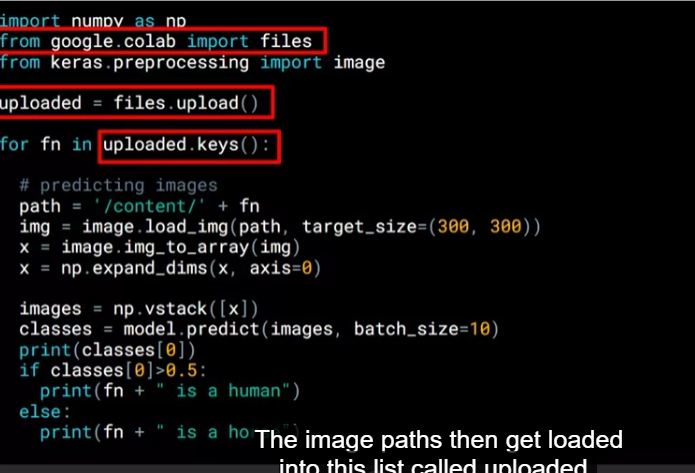 import numpy as np
from google.colab import files
from keras.preprocessing import image
uploaded = files.upload()
for fn in uploaded.keys():
# predicting images
path = '/content/' + fn
img = image.load_img(path, target_size=(300, 300))
x = image.img_to_array(img)
x = np.expand_dims(x, axis=0)
images = np.vstack([x])
classes = model.predict(images, batch_size=10)
print(classes[0])
if classes[0]>0.5:
print(fn + " is a human")
else:
print(fn + " is a
The image paths then get loaded
into this list called uploaded